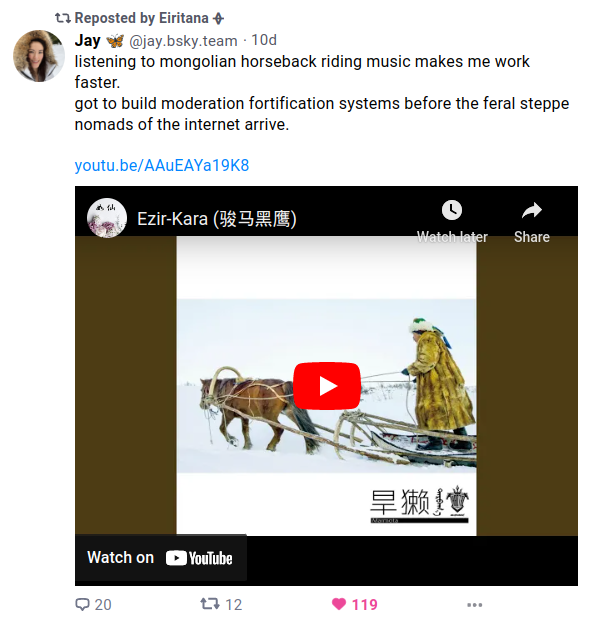 Reposted by Eiritana
Jay 🦋 @jay.bsky.team · 10d
listening to mongolian horseback riding music makes me work
faster.
got to build moderation fortification systems before the feral steppe
nomads of the internet arrive.
youtu.be/AAuEAYa19K8
Ezir-Kara (骏马黑鹰)
Watch later
Share
旱獭
Watch on YouTube
20
12
119